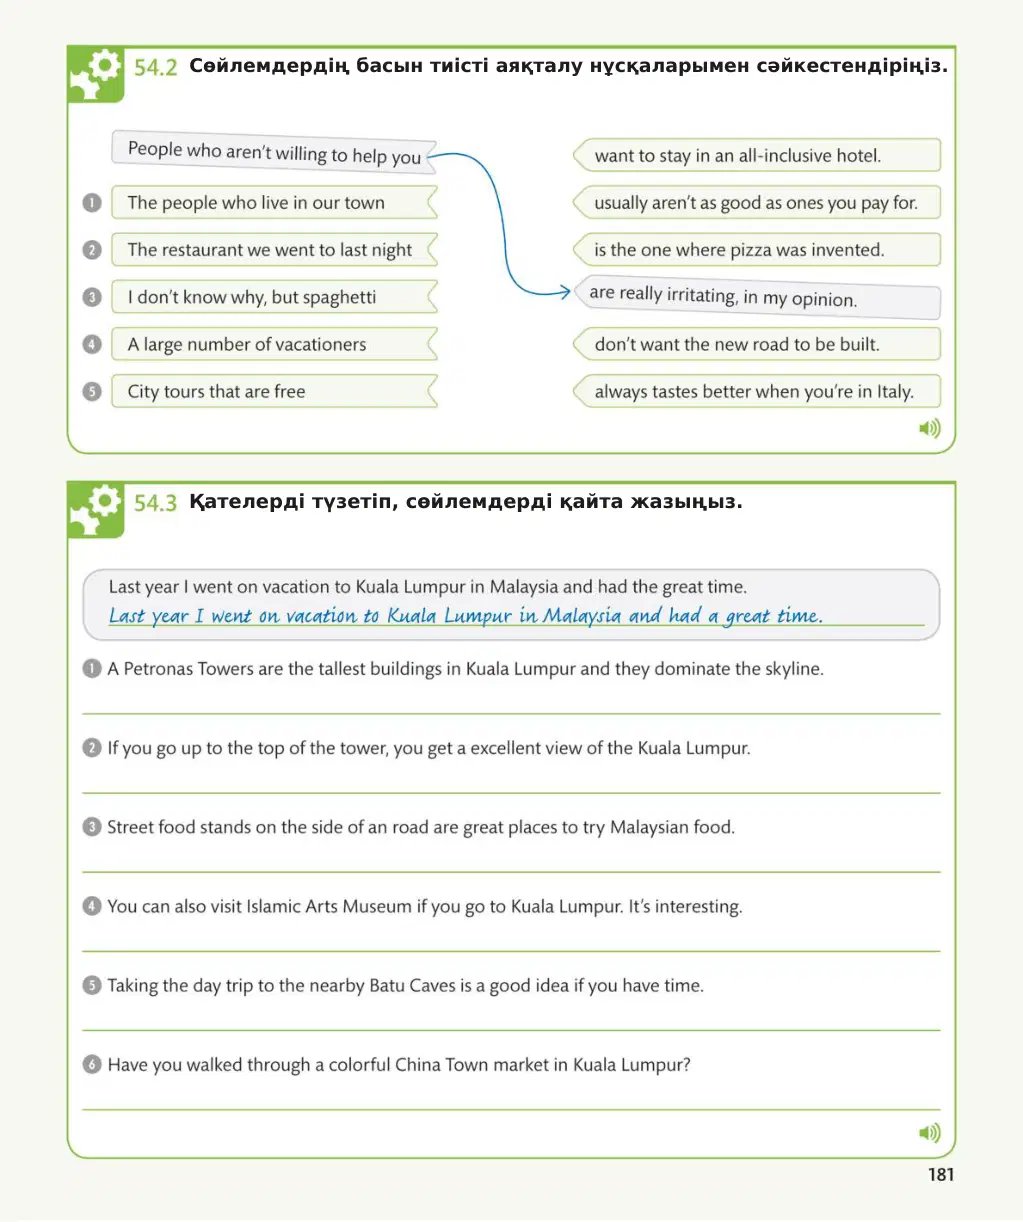 54.2 Сөйлемдердің басын тиісті аяқталу нұсқаларымен сәйкестендіріңіз.
People who aren't willing to help you
want to stay in an all-inclusive hotel.
1 The people who live in our town
usually aren't as good as ones you pay for.
2 The restaurant we went to last night
is the one where pizza was invented.
3 I don't know why, but spaghetti
are really irritating, in my opinion.
4 A large number of vacationers
don't want the new road to be built.
5 City tours that are free
always tastes better when you're in Italy.
54.3 Қателерді түзетіп, сөйлемдерді қайта жазыңыз.
Last year I went on vacation to Kuala Lumpur in Malaysia and had the great time.
Last year I went on vacation to Kuala Lumpur in Malaysia and had a great time.
1 A Petronas Towers are the tallest buildings in Kuala Lumpur and they dominate the skyline.
2 If you go up to the top of the tower, you get a excellent view of the Kuala Lumpur.
3 Street food stands on the side of an road are great places to try Malaysian food.
4 You can also visit Islamic Arts Museum if you go to Kuala Lumpur. It's interesting.
5 Taking the day trip to the nearby Batu Caves is a good idea if you have time.
6 Have you walked through a colorful China Town market in Kuala Lumpur?
181